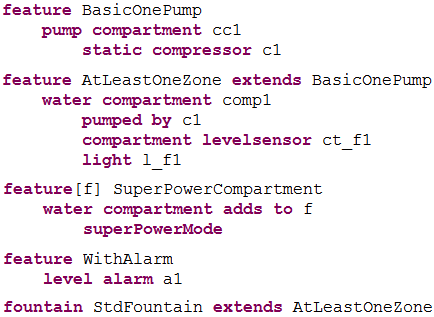 feature BasicOnePump
pump compartment cc1
static compressor c1
feature AtLeastOneZone extends BasicOnePump
water compartment comp1
pumped by c1
compartment levelsensor ct_f1
light l_f1
feature[f] SuperPowerCompartment
water compartment adds to f
superPowerMode
feature WithAlarm
level alarm a1
fountain StdFountain extends AtLeastOneZone